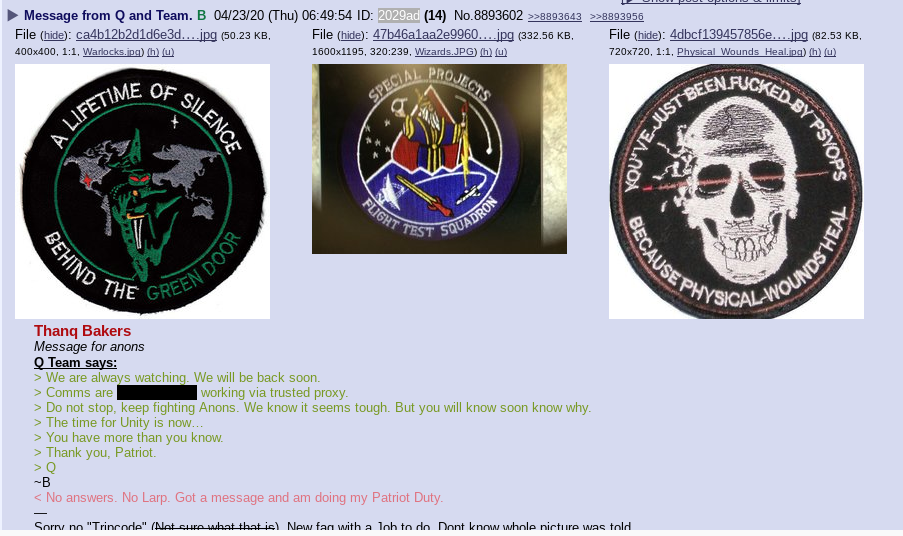 [▶ Show post options & limits]
▶ Message from Q and Team. B 04/23/20 (Thu) 06:49:54 ID: 2029ad (14) No.8893602 >>8893643 >>8893956
File (hide): ca4b12b2d1d6e3d….jpg (50.23 KB, 400x400, 1:1, Warlocks.jpg) (h) (u)
File (hide): 47b46a1aa2e9960….jpg (332.56 KB, 1600x1195, 320:239, Wizards.JPG) (h) (u)
File (hide): 4dbcf139457856e….jpg (82.53 KB, 720x720, 1:1, Physical_Wounds_Heal.jpg) (h) (u)
A LIFETIME OF SILENCE
BEHIND THE GREEN DOOR
SPECIAL PROJECTS
FLIGHT TEST SQUADRON
YOU'VE JUST BEEN FUCKED BY PSYOPS
BECAUSE PHYSICAL WOUNDS HEAL
Thanq Bakers
Message for anons
Q Team says:
> We are always watching. We will be back soon.
> Comms are working via trusted proxy.
> Do not stop, keep fighting Anons. We know it seems tough. But you will know soon know why.
> The time for Unity is now…
> You have more than you know.
> Thank you, Patriot.
> Q
~B
< No answers. No Larp. Got a message and am doing my Patriot Duty.
—
Sorry no "Tripcode" (Not sure what that is). New fag with a Job to do. Dont know whole picture was told